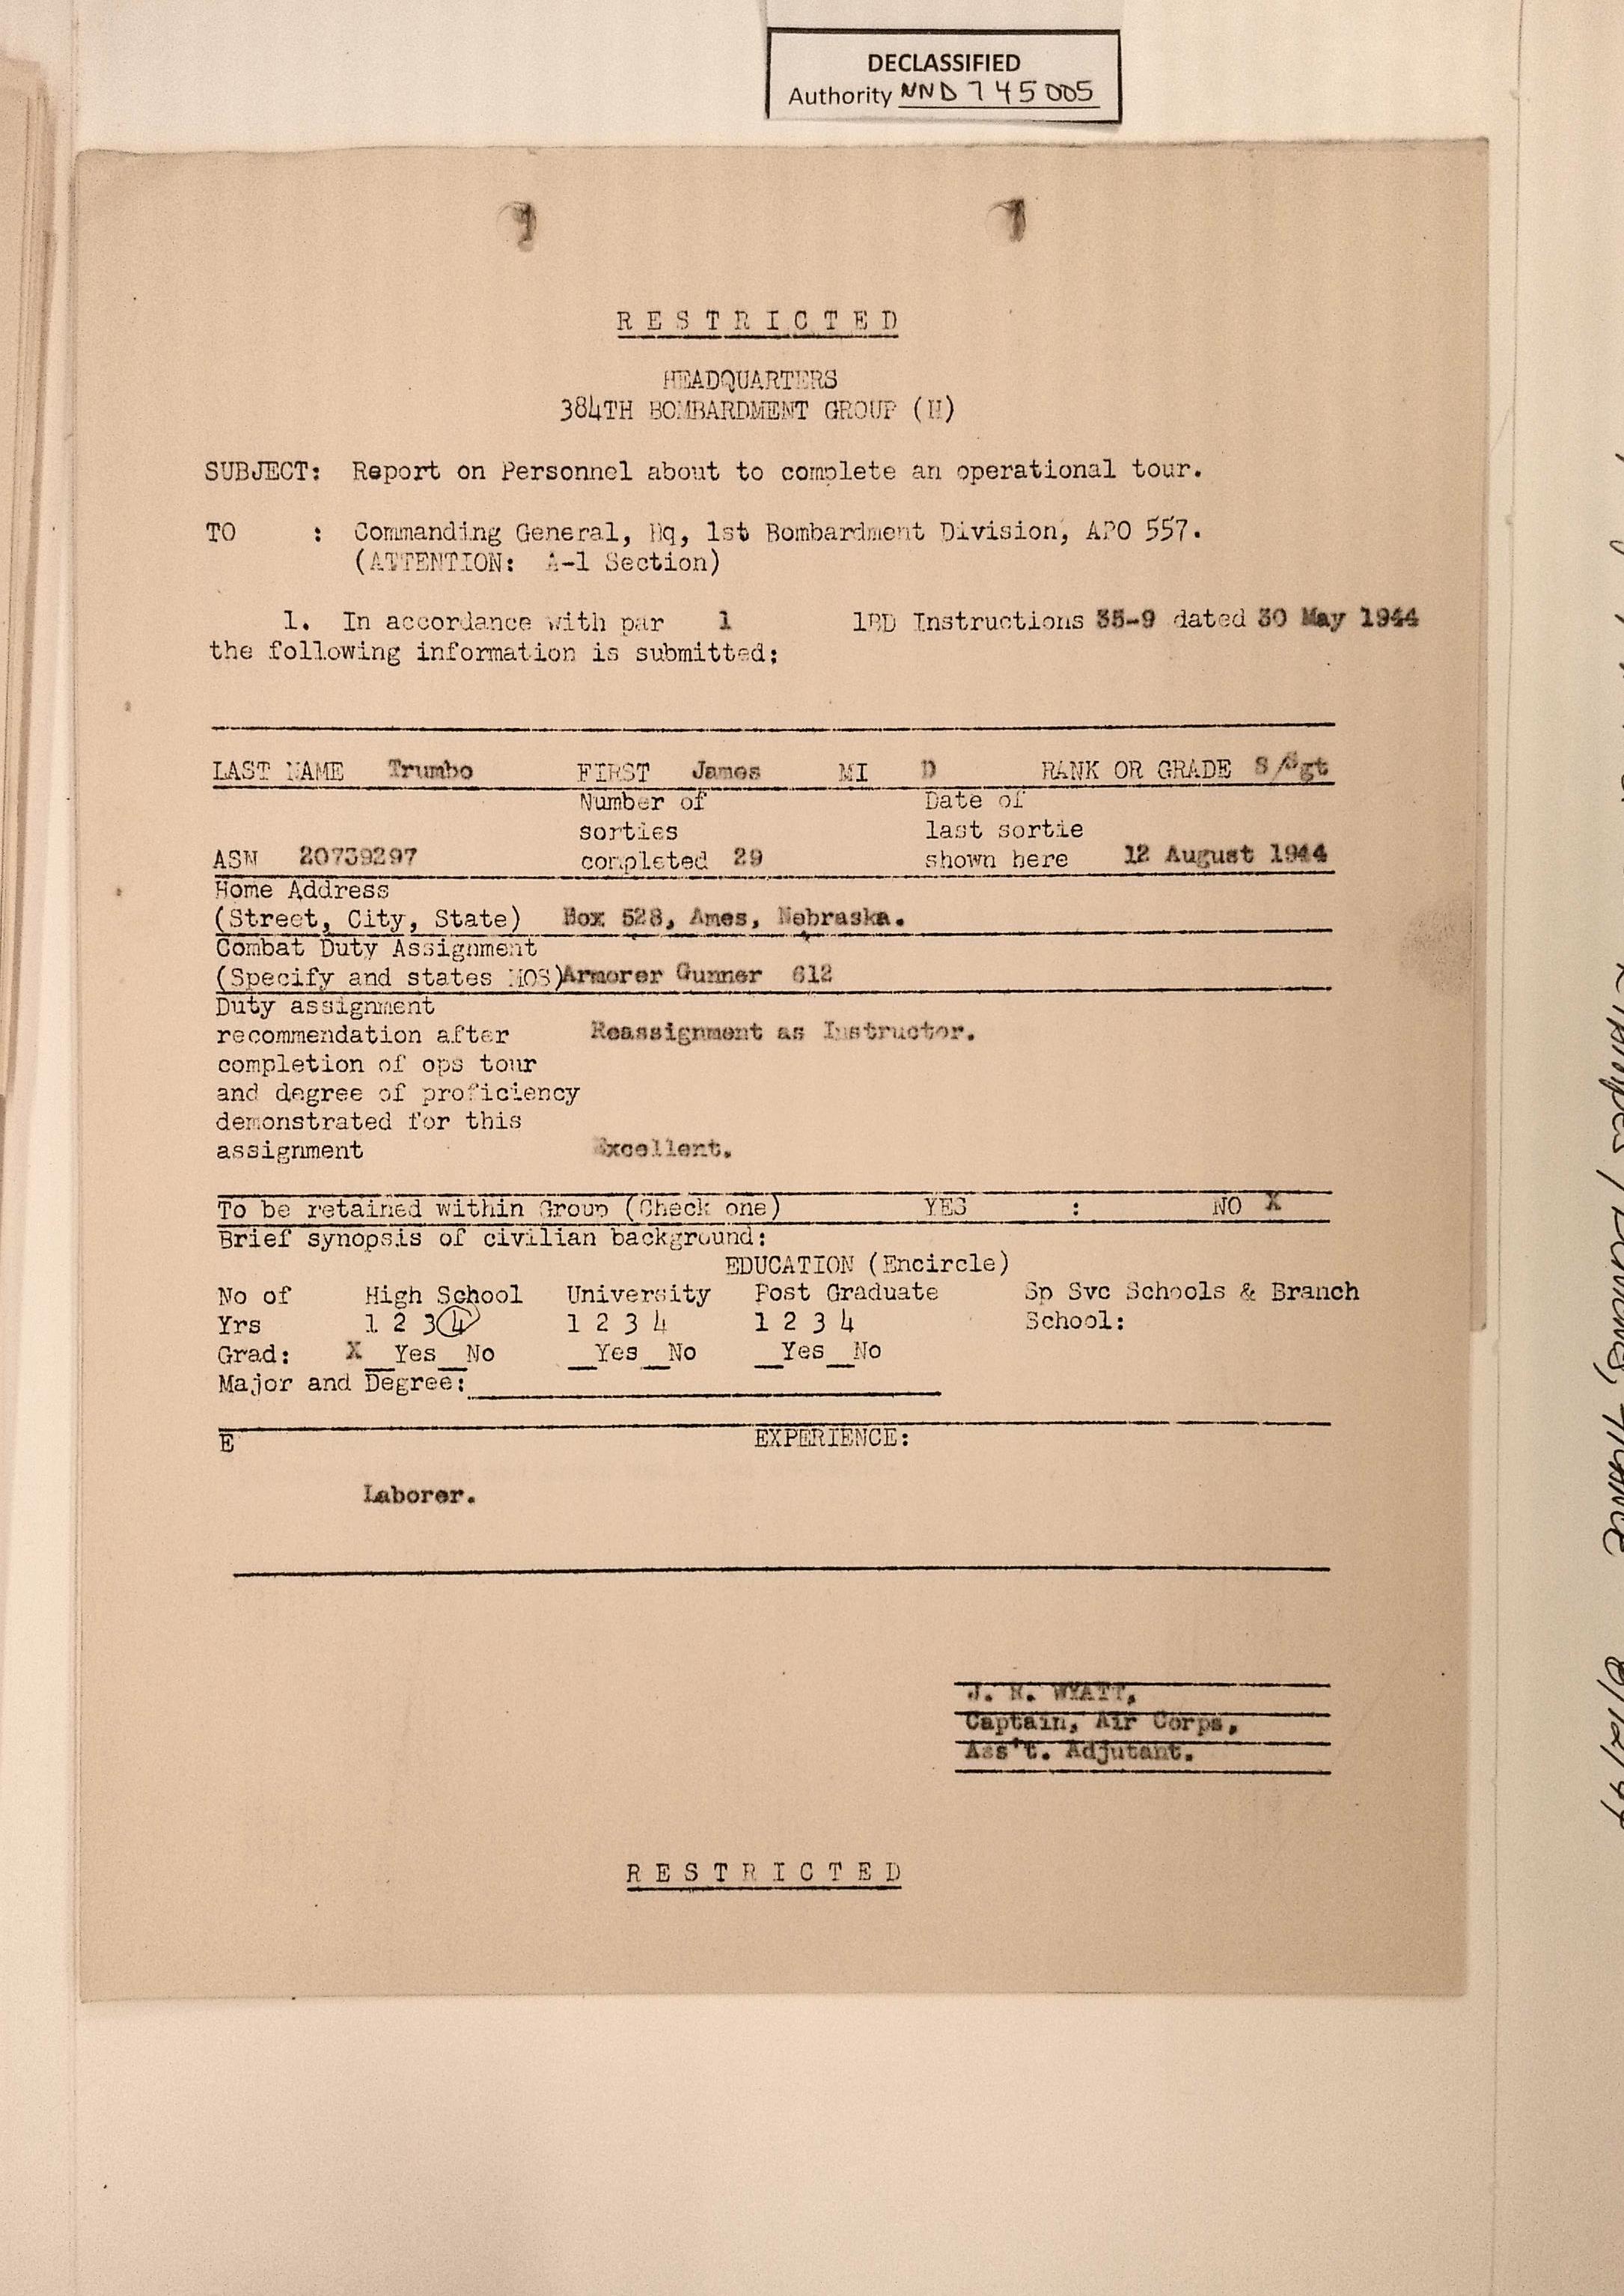 DECLASSIFIED
Authority NND 745005
RESTRICTED
HEADQUARTERS
384TH BOMBARDMENT GROUP (H)
SUBJECT: Report on Personnel about to complete an operational tour.
TO : Commanding General, Hq, 1st Bombardment Division, APO 557.
(ATTENTION: A-1 Section)
1. In accordance with par 1 1BD Instructions 35-9 dated 30 May 1944
the following information is submitted:
LAST NAME Trumbo FIRST James MI D RANK OR GRADE S/Sgt
Number of Date of
sorties last sortie
ASN 20739297 completed 29 shown here 12 August 1944
Home Address
(Street, City, State) Box 528, Ames, Nebraska.
Combat Duty Assignment
(Specify and states MOS) Armorer Gunner 612
Duty assignment
recommendation after Reassignment as Instructor.
completion of ops tour
and degree of proficiency
demonstrated for this
assignment Excellent.
To be retained within Group (Check one) YES : NO X
Brief synopsis of civilian background:
EDUCATION (Encircle)
No of High School University Post Graduate Sp Svc Schools & Branch
Yrs 1 2 3 4 1 2 3 4 1 2 3 4 School:
Grad: X Yes No Yes No Yes No
Major and Degree:
E EXPERIENCE:
Laborer.
J. H. WYATT,
Captain, Air Corps,
Ass't. Adjutant.
RESTRICTED